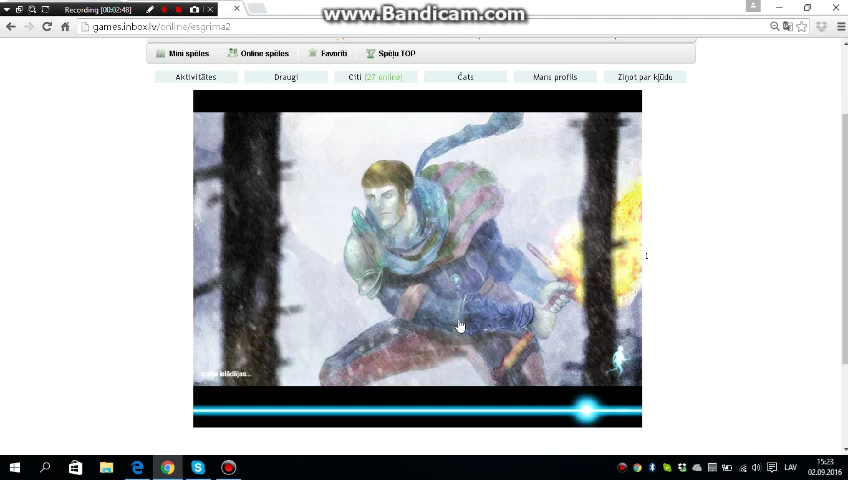 www.Bandicam.com
Recording [00:02:48]
games.inbox.lv/online/esgrima2
Mini spēles
Online spēles
Favorīti
Spēļu TOP
Aktivitātes
Draugi
Citi (27 online)
Čats
Mans profils
Ziņot par kļūdu
1
LAV
15:23
02.09.2016